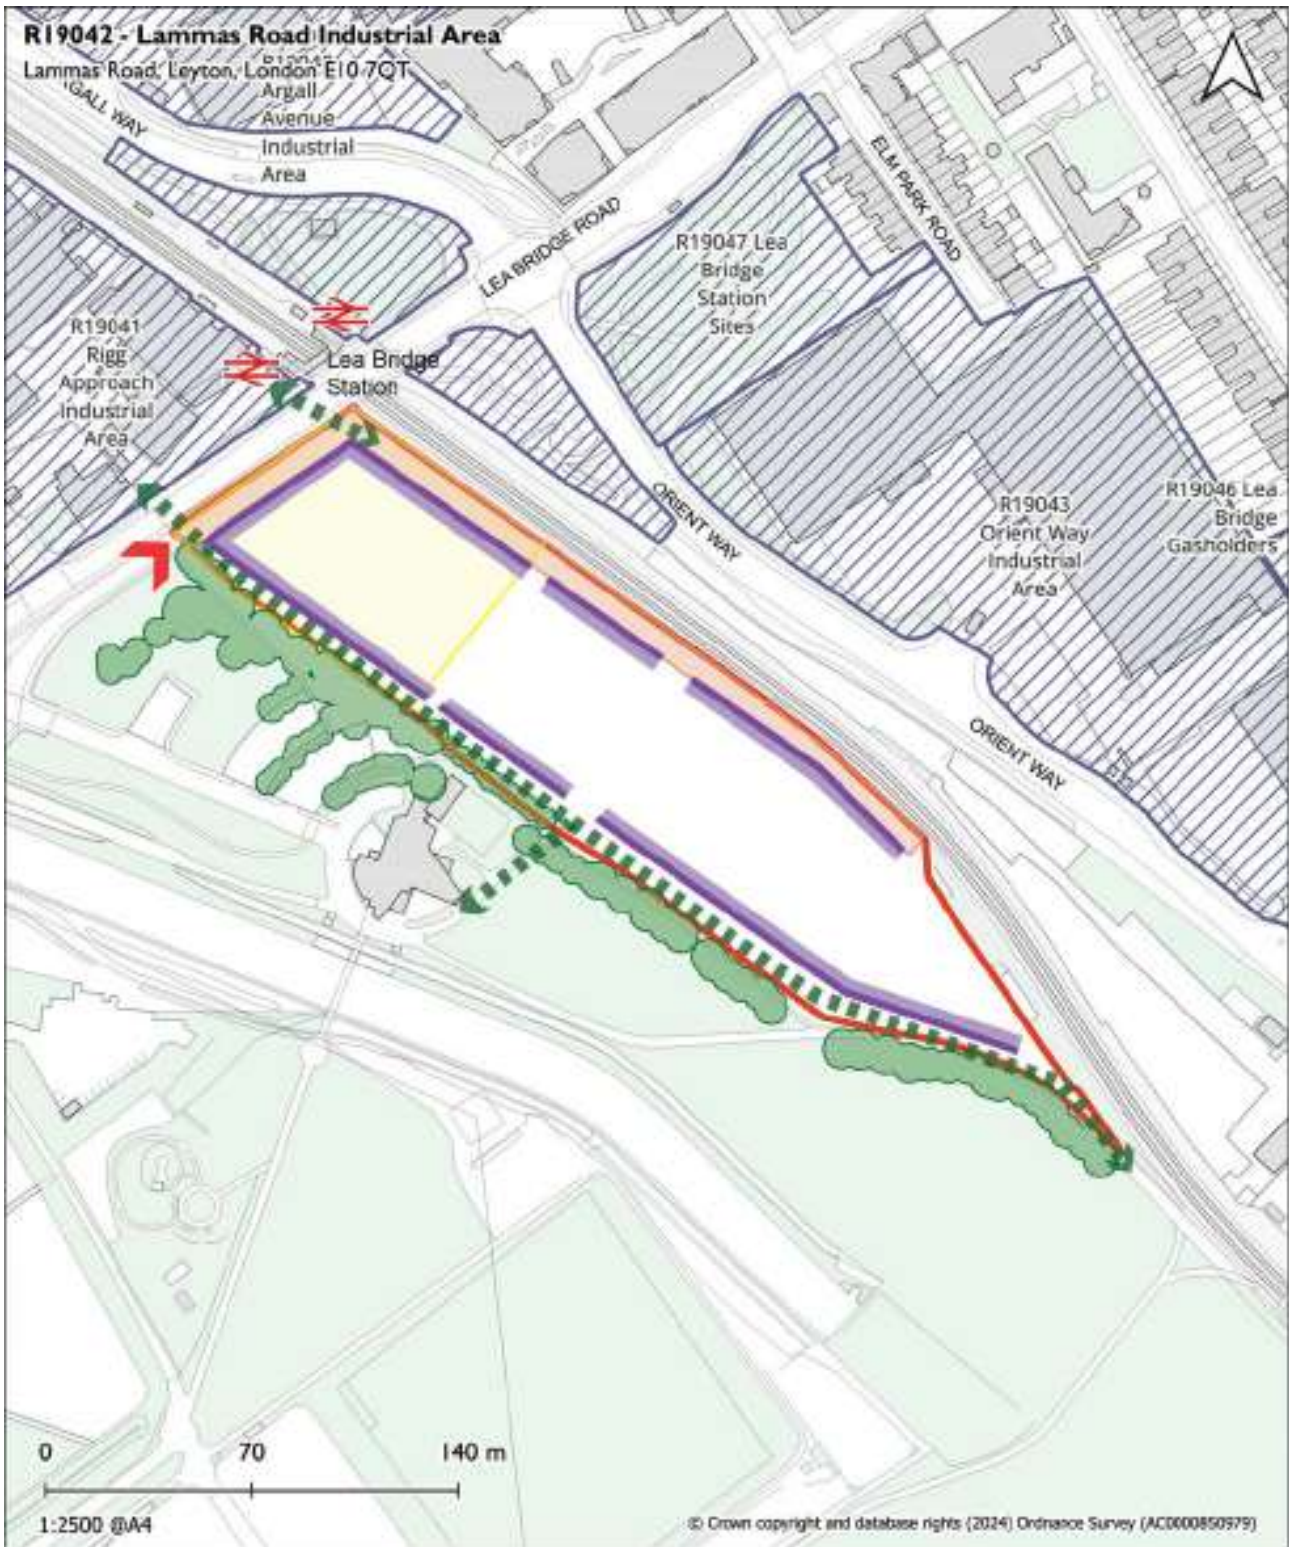 R19042 - Lammas Road Industrial Area
Lammas Road, Leyton, London E10 7QT
Argall
Avenue
Industrial
Area
ARGALL WAY
ELM PARK ROAD
LEA BRIDGE ROAD
R19047 Lea
Bridge
Station
Sites
R19041
Rigg
Approach
Industrial
Area
Lea Bridge
Station
ORIENT WAY
R19043
Orient Way
Industrial
Area
R19046 Lea
Bridge
Gasholders
ORIENT WAY
0 70 140 m
1:2500 @A4
© Crown copyright and database rights (2024) Ordnance Survey (AC0000850979)